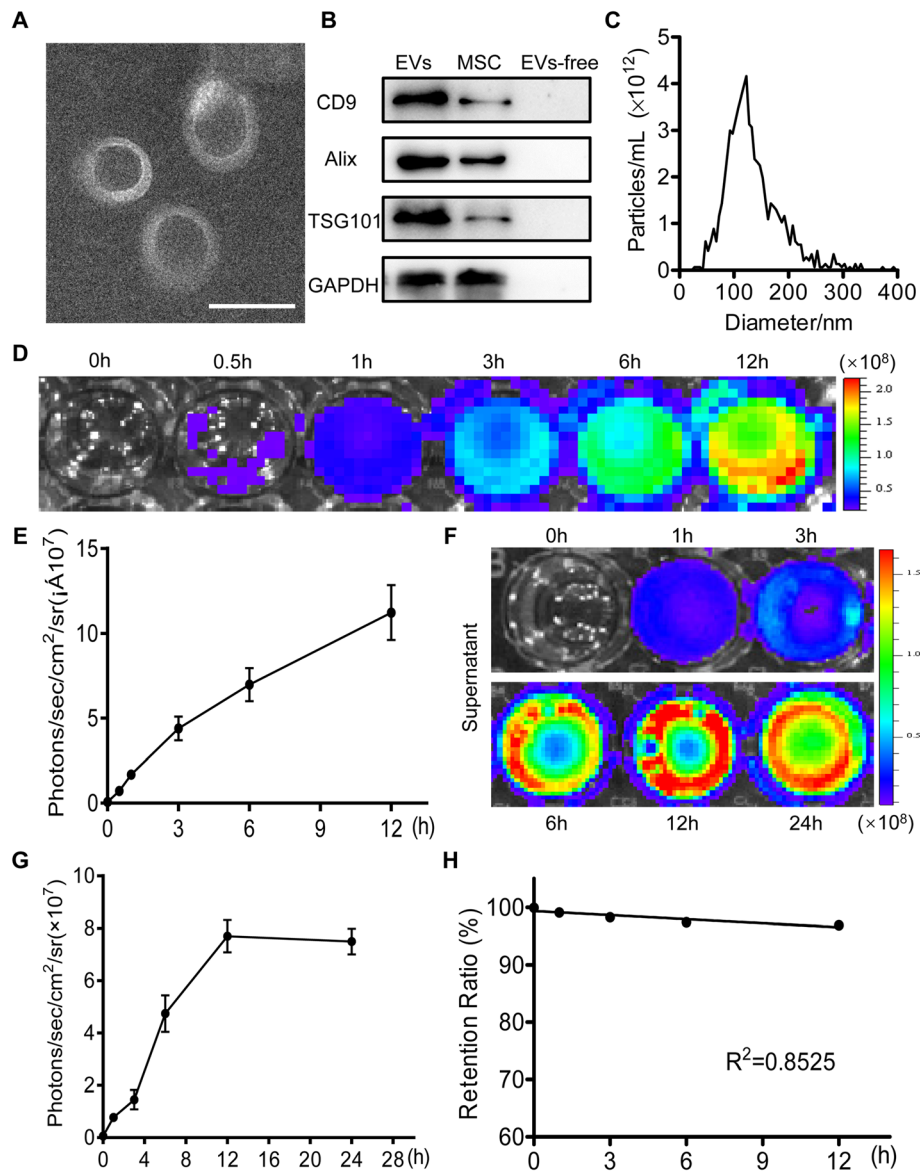 A
B
EVs MSC EVs-free
CD9
Alix
TSG101
GAPDH
C
Particles/mL (×10¹²)
5
4
3
2
1
0
0 100 200 300 400
Diameter/nm
D
0h 0.5h 1h 3h 6h 12h (×10⁸)
2.0
1.5
1.0
0.5
E
Photons/sec/cm²/sr(¡Á10⁷)
15
10
5
0
0 3 6 9 12 (h)
F
0h 1h 3h
Supernatant
6h 12h 24h (×10⁸)
1.5
1.0
0.5
G
Photons/sec/cm²/sr(×10⁷)
10
8
6
4
2
0
0 4 8 12 16 20 24 28 (h)
H
Retention Ratio (%)
100
90
80
70
60
R²=0.8525
0 3 6 9 12 (h)